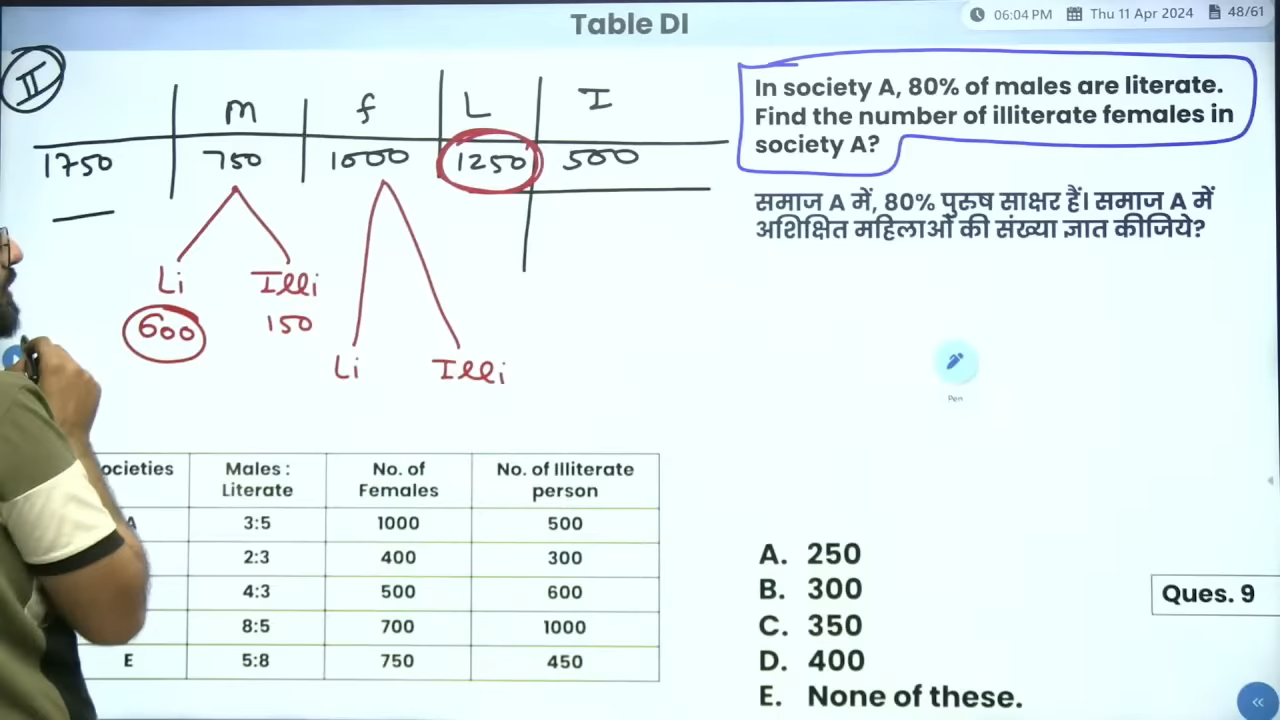 Table DI
06:04 PM Thu 11 Apr 2024 48/61
II
m f L I
1750 750 1000 1250 500
Li Illi
600 150
Li Illi
In society A, 80% of males are literate.
Find the number of illiterate females in
society A?
समाज A में, 80% पुरुष साक्षर हैं। समाज A में
अशिक्षित महिलाओं की संख्या ज्ञात कीजिये?
Pen
ocieties Males : No. of No. of Illiterate
Literate Females person
A 3:5 1000 500
2:3 400 300
4:3 500 600
8:5 700 1000
E 5:8 750 450
A. 250
B. 300
C. 350
D. 400
E. None of these.
Ques. 9